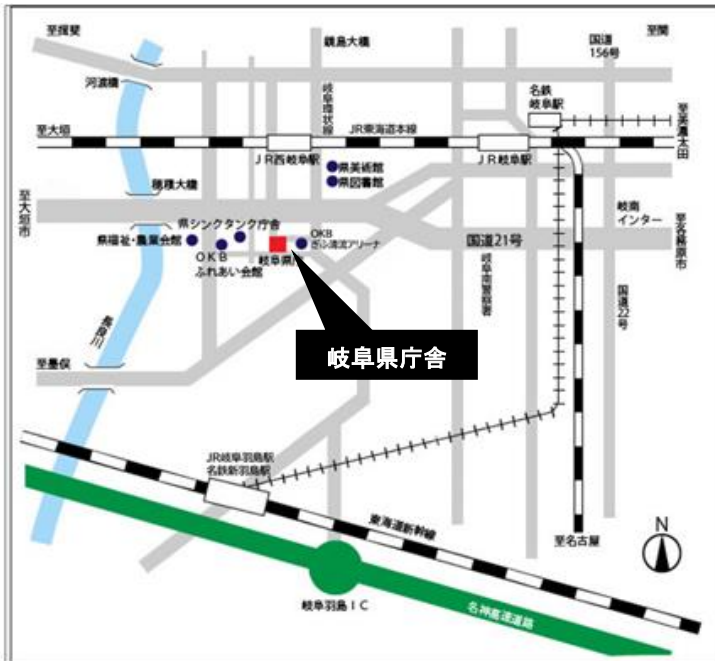 至揖斐
鏡島大橋
至関
国道
156号
河渡橋
岐阜環状線
名鉄
岐阜駅
至美濃太田
至大垣
JR東海道本線
JR西岐阜駅
JR岐阜駅
県美術館
県図書館
穂積大橋
至大垣市
岐南
インター
県シンクタンク庁舎
県福祉・農業会館
OKB
ふれあい会館
岐阜県庁
OKB
ぎふ清流アリーナ
国道21号
至各務原市
岐阜南警察署
国道22号
長良川
岐阜県庁舎
至墨俣
JR岐阜羽島駅
名鉄新羽島駅
東海道新幹線
至名古屋
N
岐阜羽島IC
名神高速道路